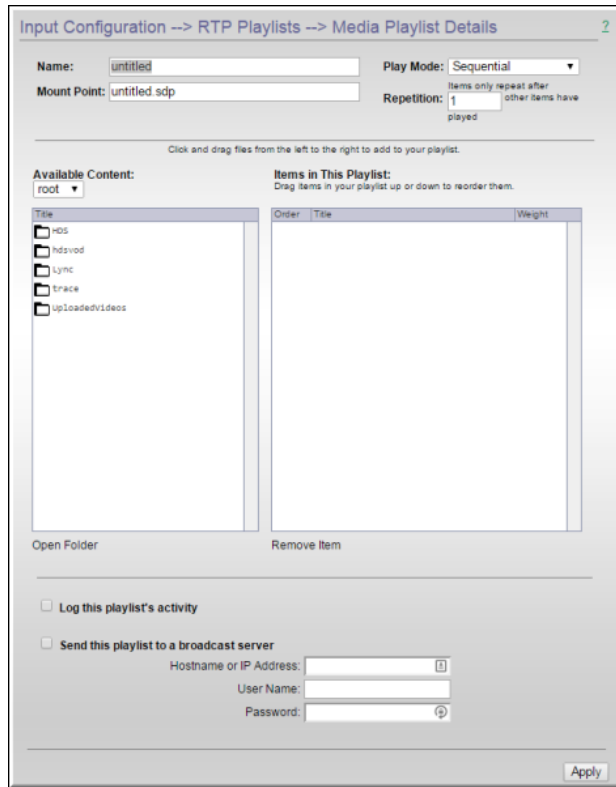 Input Configuration --> RTP Playlists --> Media Playlist Details ?
Name: untitled
Play Mode: Sequential
Mount Point: untitled.sdp
Repetition: 1 Items only repeat after other items have played
Click and drag files from the left to the right to add to your playlist.
Available Content:
root
Items in This Playlist:
Drag items in your playlist up or down to reorder them.
Title
Order Title Weight
HDS
hdsvod
Lync
trace
UploadedVideos
Open Folder
Remove Item
Log this playlist's activity
Send this playlist to a broadcast server
Hostname or IP Address:
User Name:
Password:
Apply